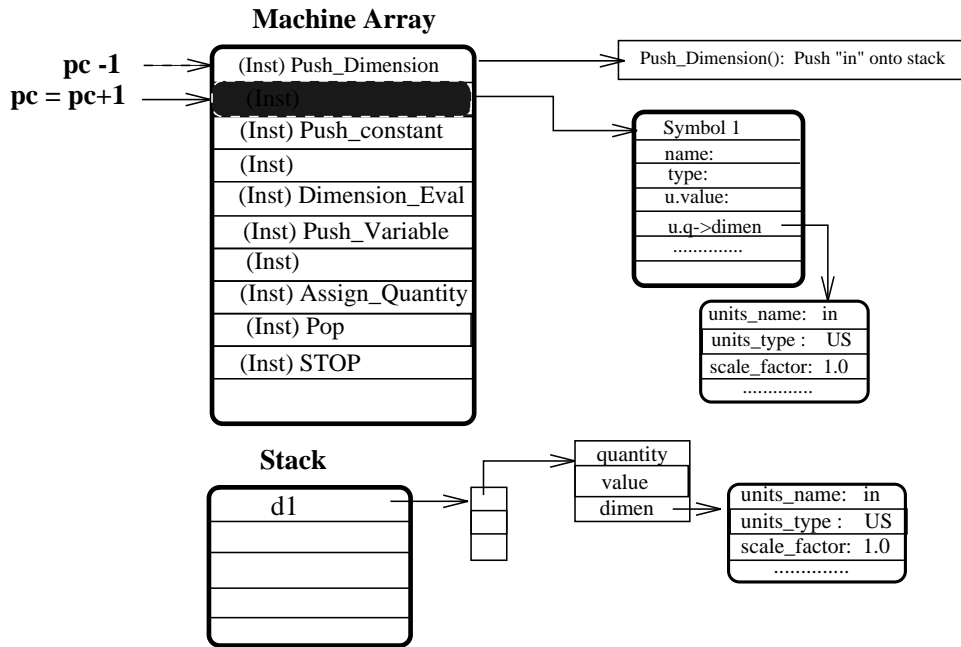 Machine Array
pc -1
(Inst) Push_Dimension
Push_Dimension(): Push "in" onto stack
pc = pc+1
(Inst)
(Inst) Push_constant
(Inst)
(Inst) Dimension_Eval
(Inst) Push_Variable
(Inst)
(Inst) Assign_Quantity
(Inst) Pop
(Inst) STOP
Symbol 1
name:
type:
u.value:
u.q->dimen
..............
units_name: in
units_type : US
scale_factor: 1.0
..............
Stack
d1
quantity
value
dimen
units_name: in
units_type : US
scale_factor: 1.0
..............